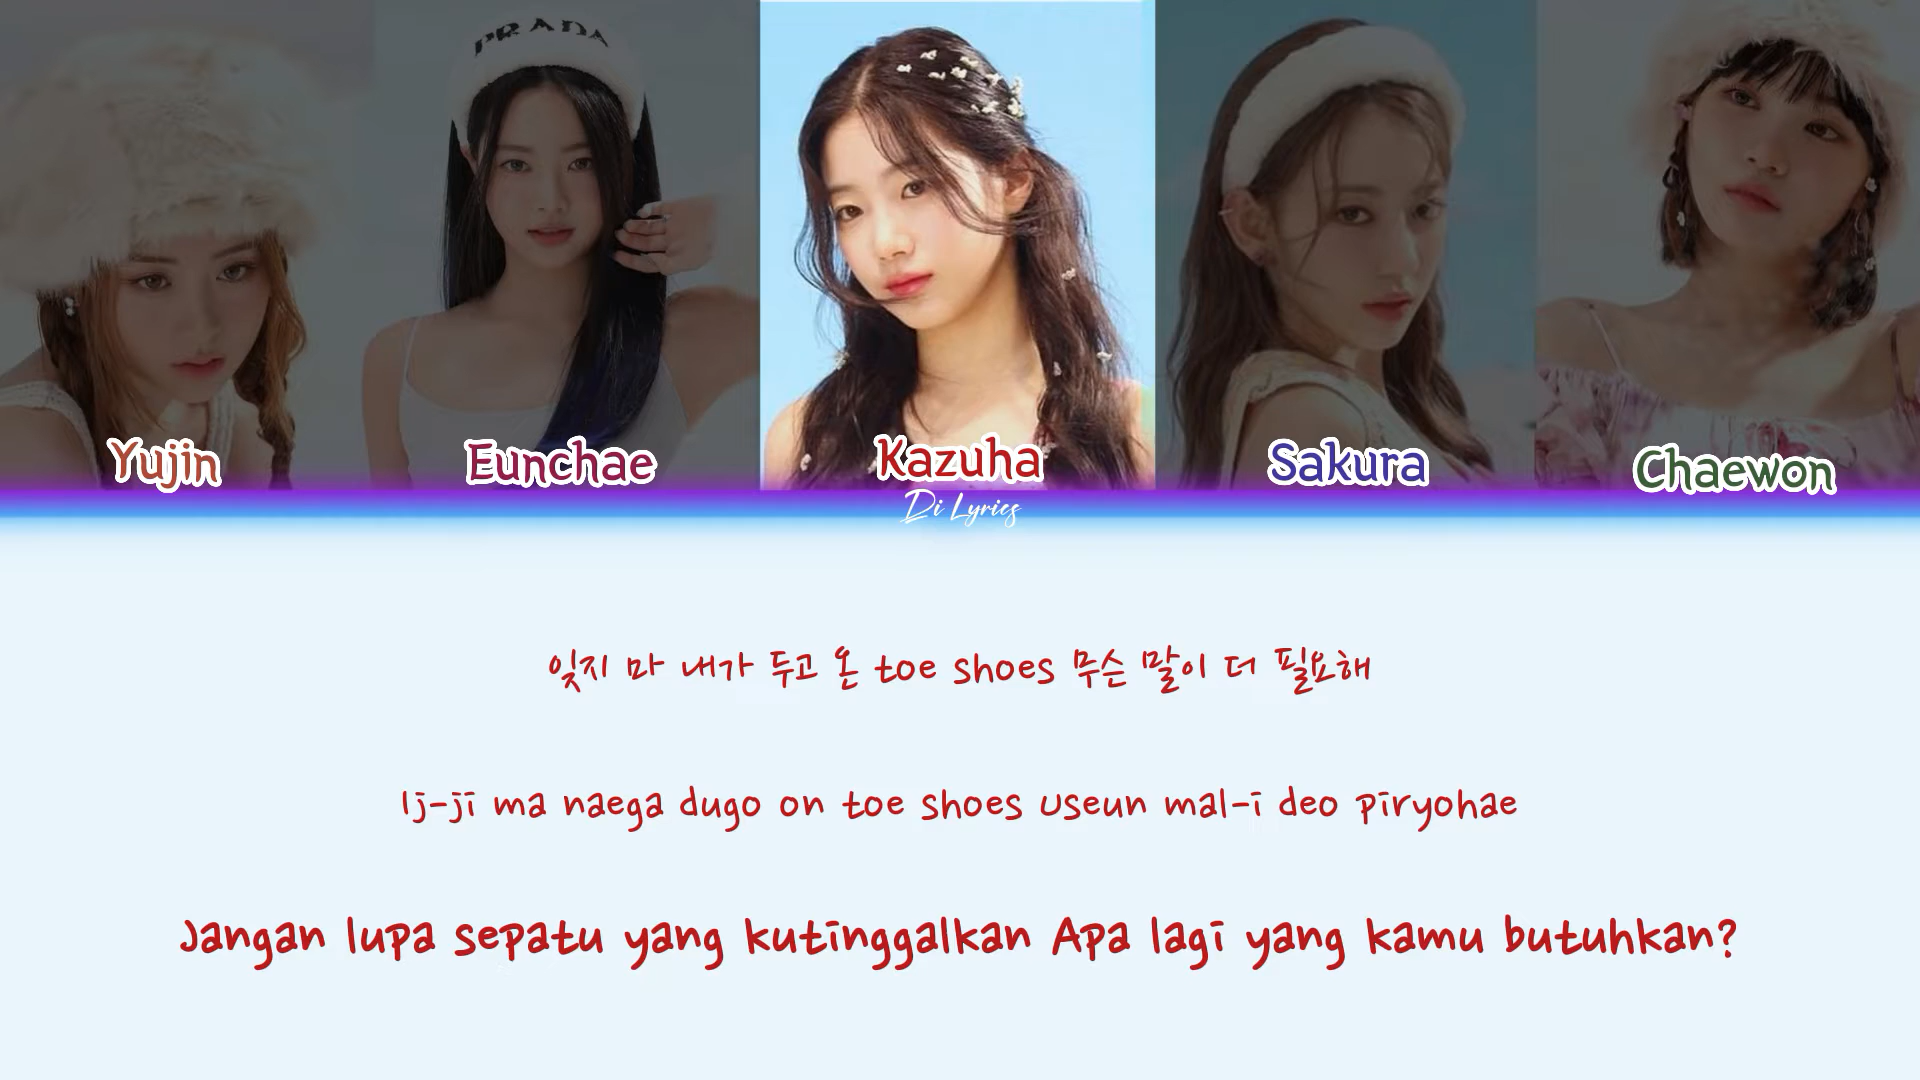 PRADA
Yujin
Eunchae
Kazuha
Sakura
Chaewon
Di Lyrics
잊지 마 내가 두고 온 toe shoes 무슨 말이 더 필요해
Ij-ji ma naega dugo on toe shoes useun mal-i deo piryohae
Jangan lupa sepatu yang kutinggalkan Apa lagi yang kamu butuhkan?